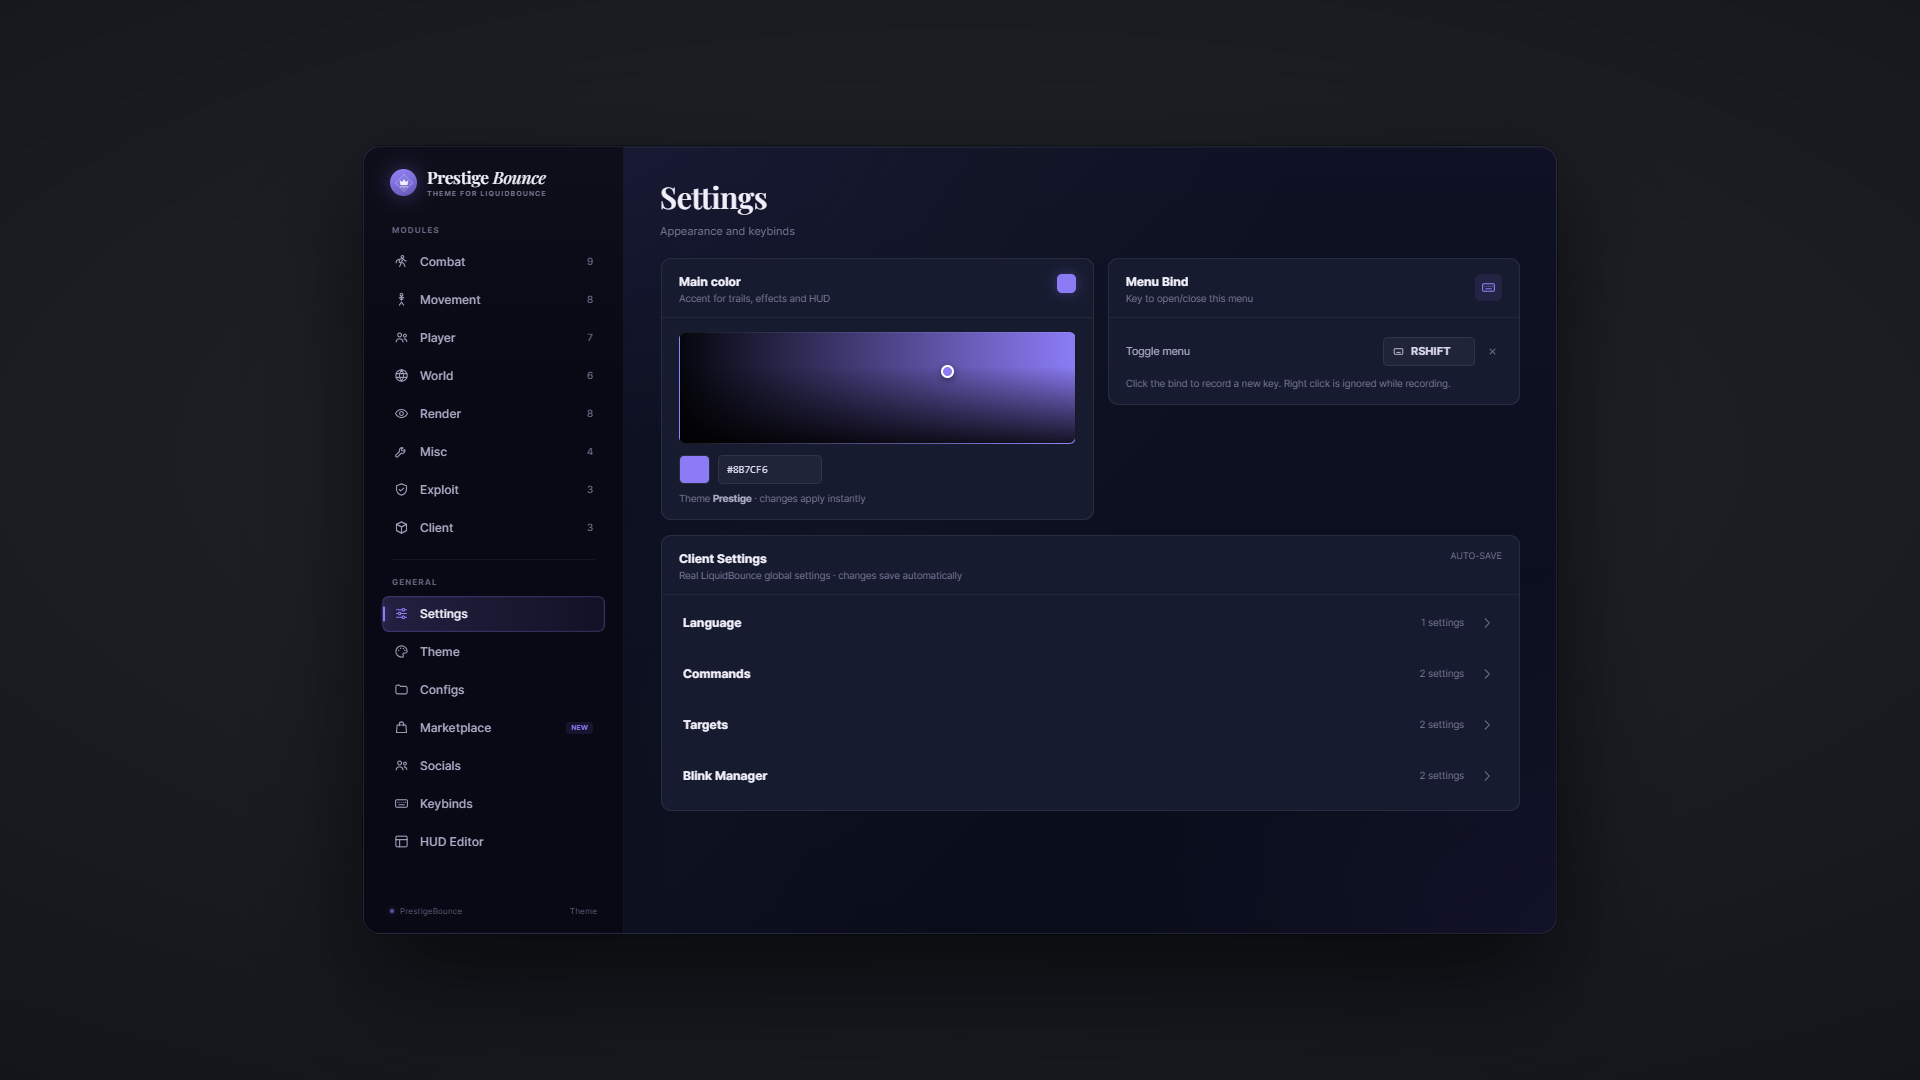 Prestige Bounce
THEME FOR LIQUIDBOUNCE
MODULES
Combat 9
Movement 8
Player 7
World 6
Render 8
Misc 4
Exploit 3
Client 3
GENERAL
Settings
Theme
Configs
Marketplace NEW
Socials
Keybinds
HUD Editor
PrestigeBounce Theme
Settings
Appearance and keybinds
Main color
Accent for trails, effects and HUD
#8B7CF6
Theme Prestige · changes apply instantly
Menu Bind
Key to open/close this menu
Toggle menu RSHIFT ×
Click the bind to record a new key. Right click is ignored while recording.
Client Settings AUTO-SAVE
Real LiquidBounce global settings · changes save automatically
Language 1 settings
Commands 2 settings
Targets 2 settings
Blink Manager 2 settings